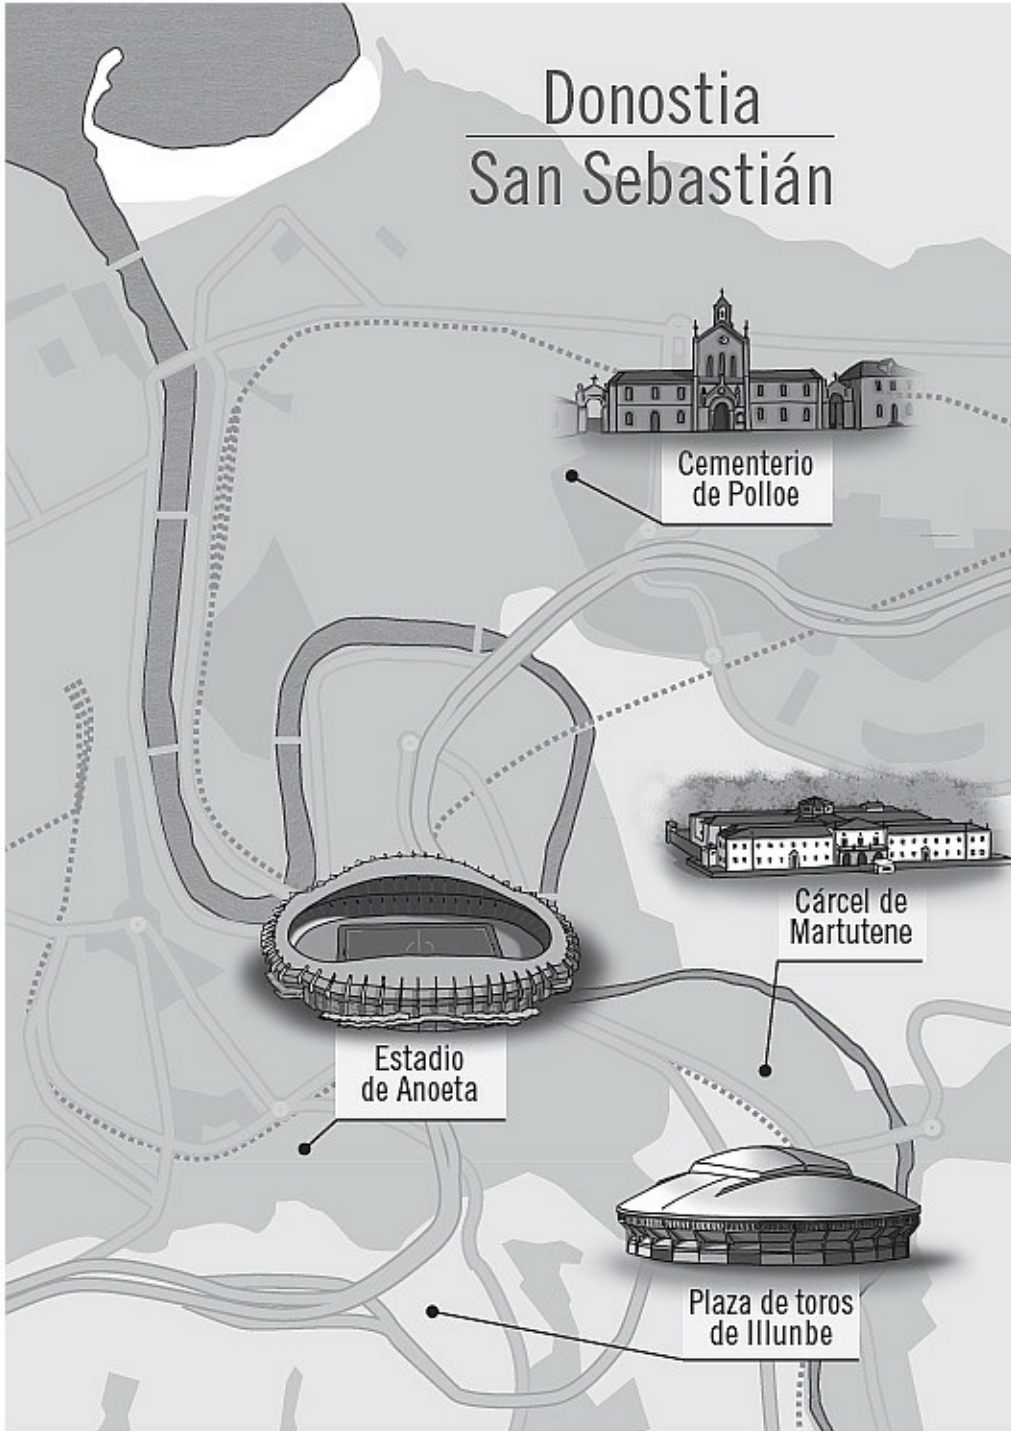 Donostia
San Sebastián
Cementerio
de Polloe
Cárcel de
Martutene
Estadio
de Anoeta
Plaza de toros
de Illunbe